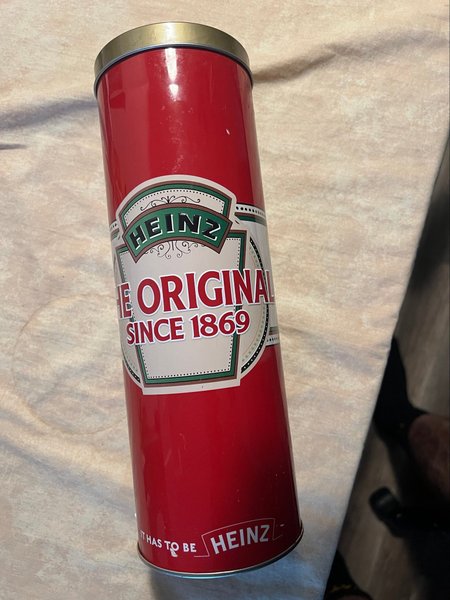 HEINZ
HE ORIGINAL
SINCE 1869
IT HAS TO BE HEINZ